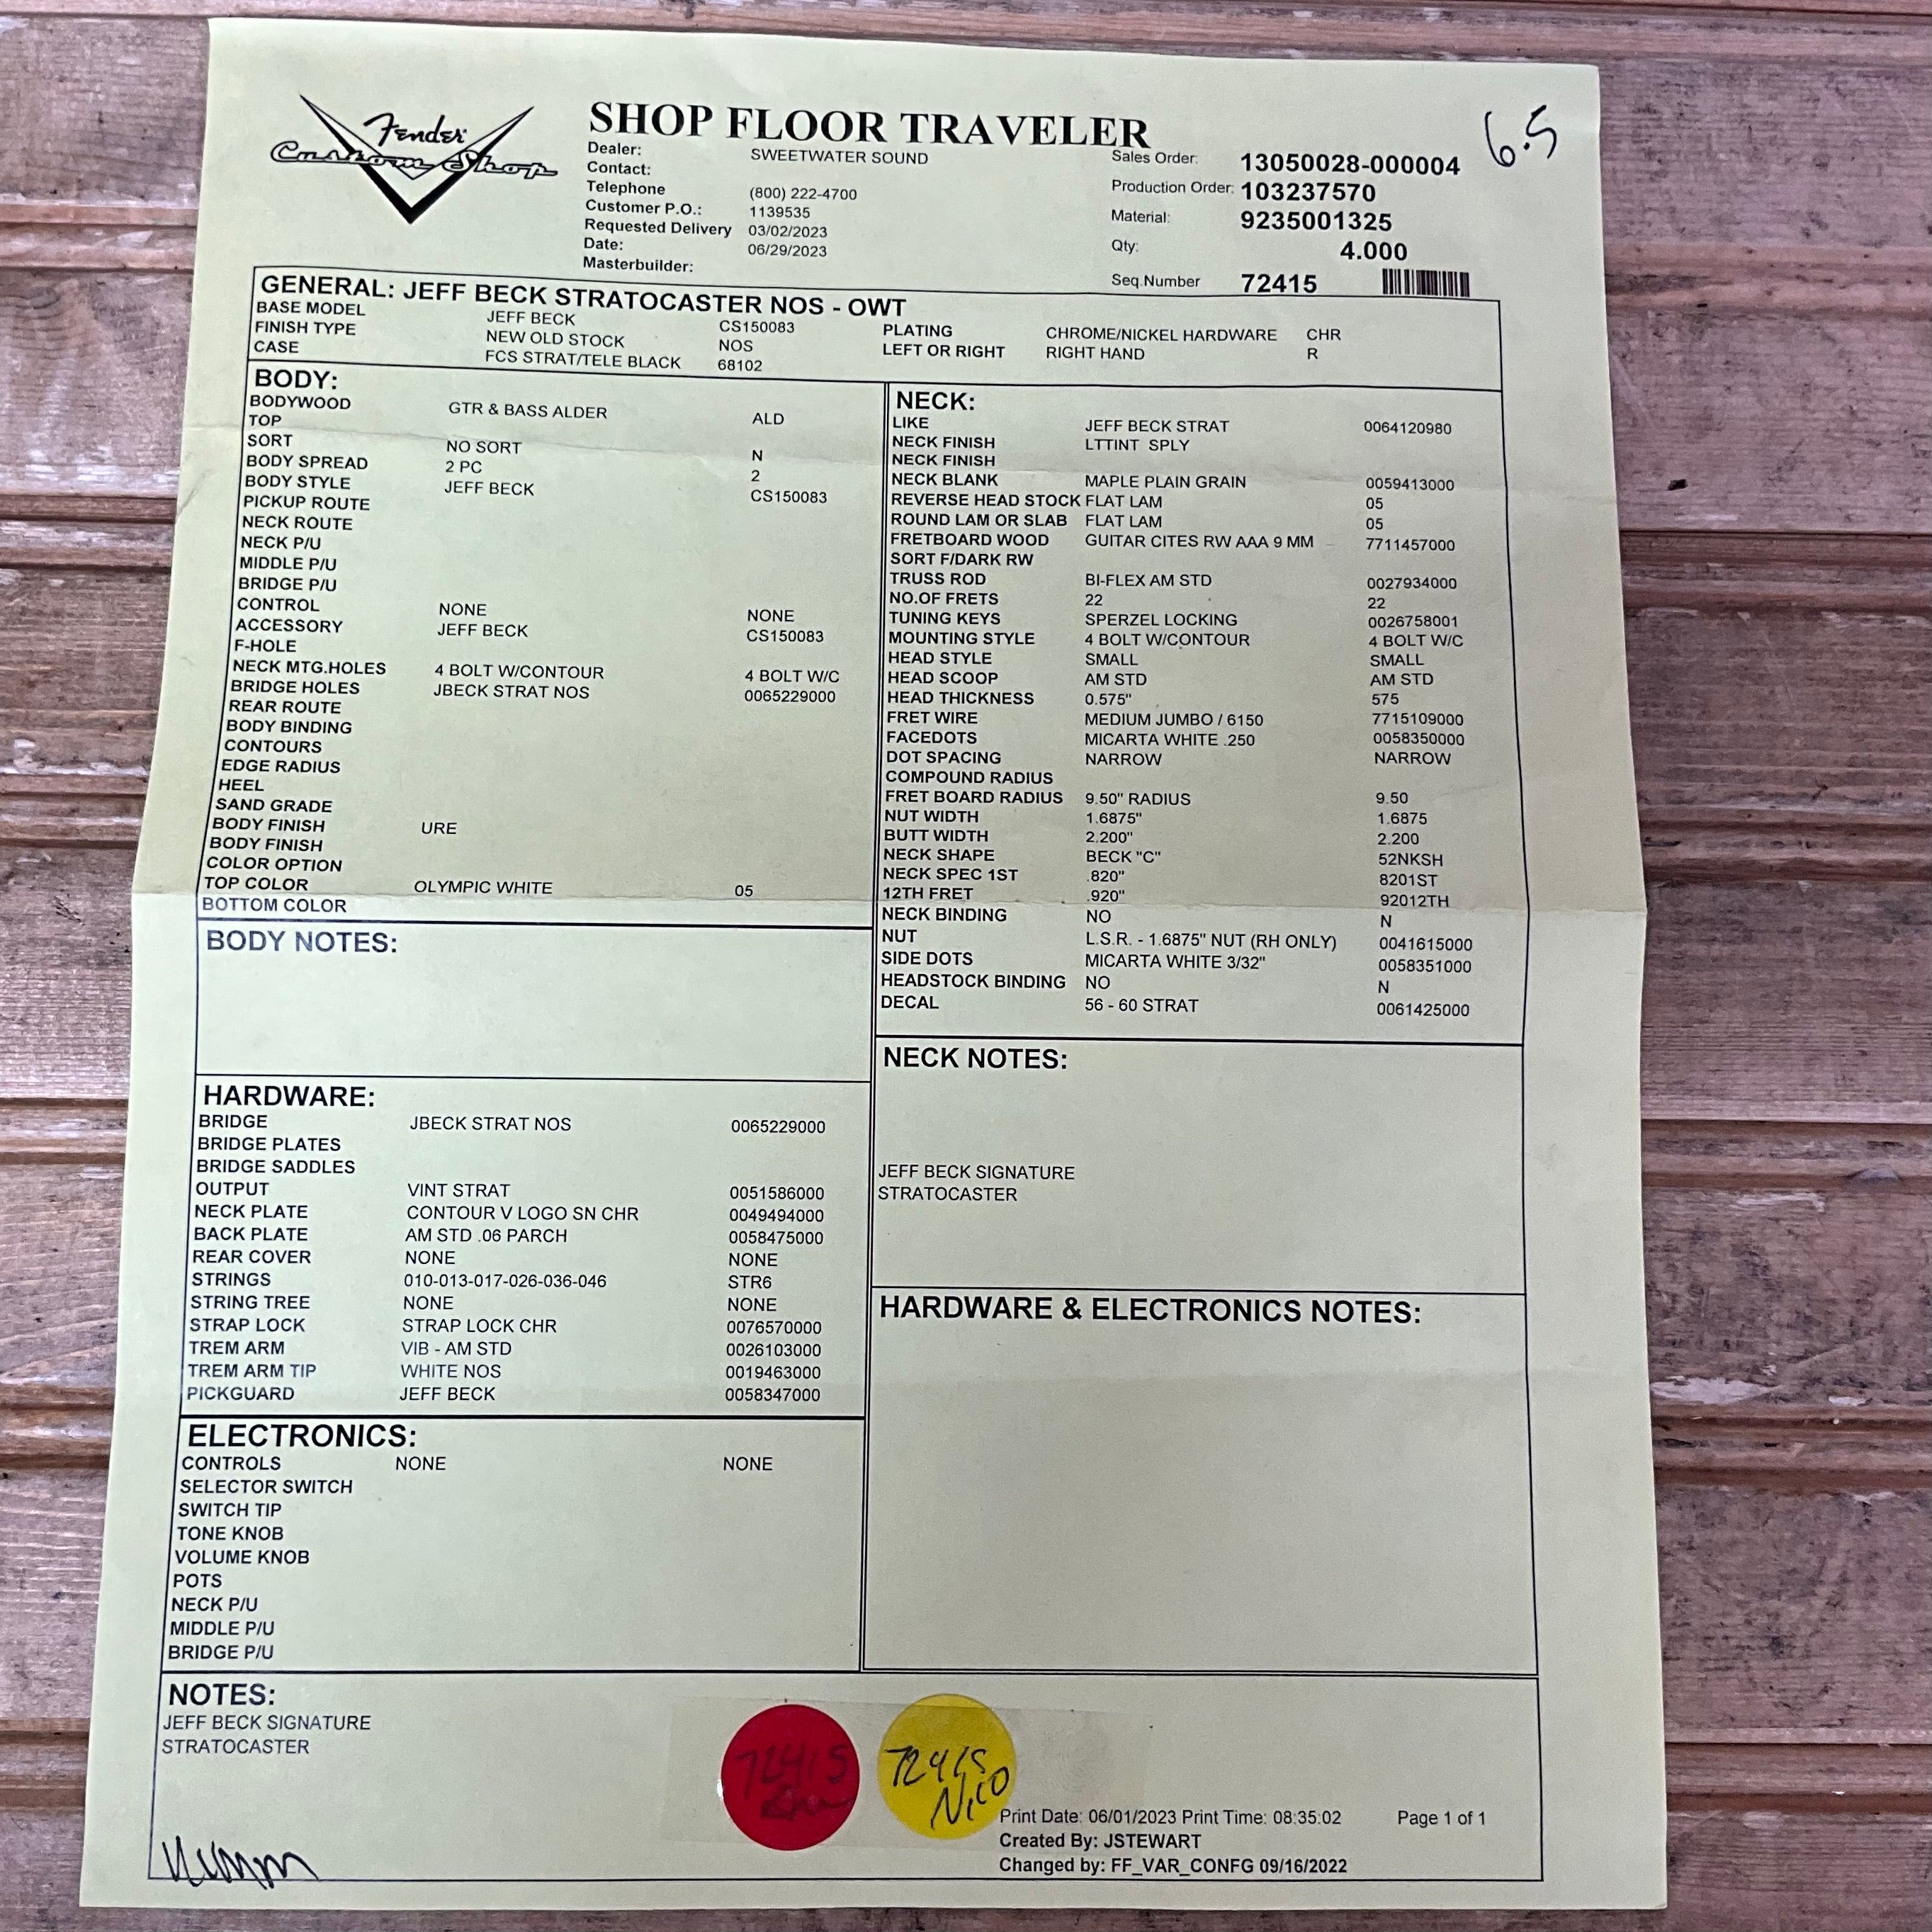 Fender
Custom Shop
SHOP FLOOR TRAVELER
6.5
Dealer: SWEETWATER SOUND
Contact:
Telephone (800) 222-4700
Customer P.O.: 1139535
Requested Delivery 03/02/2023
Date: 06/29/2023
Masterbuilder:
Sales Order: 13050028-000004
Production Order: 103237570
Material: 9235001325
Qty: 4.000
Seq.Number 72415
GENERAL: JEFF BECK STRATOCASTER NOS - OWT
BASE MODEL JEFF BECK CS150083
FINISH TYPE NEW OLD STOCK NOS
CASE FCS STRAT/TELE BLACK 68102
PLATING CHROME/NICKEL HARDWARE CHR
LEFT OR RIGHT RIGHT HAND R
BODY:
BODYWOOD GTR & BASS ALDER ALD
TOP
SORT NO SORT N
BODY SPREAD 2 PC 2
BODY STYLE JEFF BECK CS150083
PICKUP ROUTE
NECK ROUTE
NECK P/U
MIDDLE P/U
BRIDGE P/U
CONTROL NONE NONE
ACCESSORY JEFF BECK CS150083
F-HOLE
NECK MTG.HOLES 4 BOLT W/CONTOUR 4 BOLT W/C
BRIDGE HOLES JBECK STRAT NOS 0065229000
REAR ROUTE
BODY BINDING
CONTOURS
EDGE RADIUS
HEEL
SAND GRADE
BODY FINISH URE
BODY FINISH
COLOR OPTION
TOP COLOR OLYMPIC WHITE 05
BOTTOM COLOR
BODY NOTES:
HARDWARE:
BRIDGE JBECK STRAT NOS 0065229000
BRIDGE PLATES
BRIDGE SADDLES
OUTPUT VINT STRAT 0051586000
NECK PLATE CONTOUR V LOGO SN CHR 0049494000
BACK PLATE AM STD .06 PARCH 0058475000
REAR COVER NONE NONE
STRINGS 010-013-017-026-036-046 STR6
STRING TREE NONE NONE
STRAP LOCK STRAP LOCK CHR 0076570000
TREM ARM VIB - AM STD 0026103000
TREM ARM TIP WHITE NOS 0019463000
PICKGUARD JEFF BECK 0058347000
ELECTRONICS:
CONTROLS NONE NONE
SELECTOR SWITCH
SWITCH TIP
TONE KNOB
VOLUME KNOB
POTS
NECK P/U
MIDDLE P/U
BRIDGE P/U
NECK:
LIKE JEFF BECK STRAT 0064120980
NECK FINISH LTTINT SPLY
NECK FINISH
NECK BLANK MAPLE PLAIN GRAIN 0059413000
REVERSE HEAD STOCK FLAT LAM 05
ROUND LAM OR SLAB FLAT LAM 05
FRETBOARD WOOD GUITAR CITES RW AAA 9 MM 7711457000
SORT F/DARK RW
TRUSS ROD BI-FLEX AM STD 0027934000
NO.OF FRETS 22 22
TUNING KEYS SPERZEL LOCKING 0026758001
MOUNTING STYLE 4 BOLT W/CONTOUR 4 BOLT W/C
HEAD STYLE SMALL SMALL
HEAD SCOOP AM STD AM STD
HEAD THICKNESS 0.575" 575
FRET WIRE MEDIUM JUMBO / 6150 7715109000
FACEDOTS MICARTA WHITE .250 0058350000
DOT SPACING NARROW NARROW
COMPOUND RADIUS
FRET BOARD RADIUS 9.50" RADIUS 9.50
NUT WIDTH 1.6875" 1.6875
BUTT WIDTH 2.200" 2.200
NECK SHAPE BECK "C" 52NKSH
NECK SPEC 1ST .820" 8201ST
12TH FRET .920" 92012TH
NECK BINDING NO N
NUT L.S.R. - 1.6875" NUT (RH ONLY) 0041615000
SIDE DOTS MICARTA WHITE 3/32" 0058351000
HEADSTOCK BINDING NO N
DECAL 56 - 60 STRAT 0061425000
NECK NOTES:
JEFF BECK SIGNATURE
STRATOCASTER
HARDWARE & ELECTRONICS NOTES:
NOTES:
JEFF BECK SIGNATURE
STRATOCASTER
72415
72415
Nico
Print Date: 06/01/2023 Print Time: 08:35:02 Page 1 of 1
Created By: JSTEWART
Changed by: FF_VAR_CONFG 09/16/2022